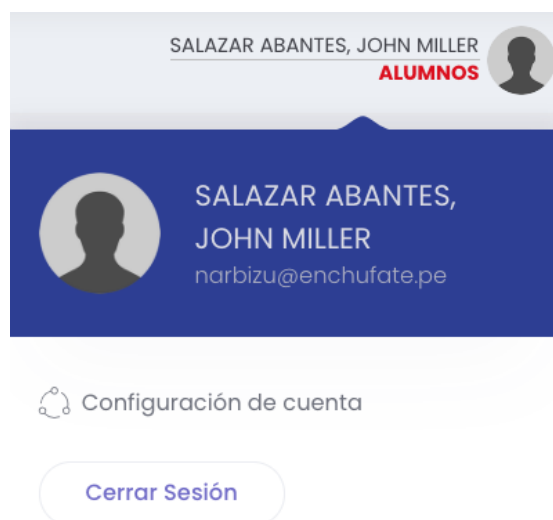 SALAZAR ABANTES, JOHN MILLER
ALUMNOS
SALAZAR ABANTES,
JOHN MILLER
narbizu@enchufate.pe
Configuración de cuenta
Cerrar Sesión